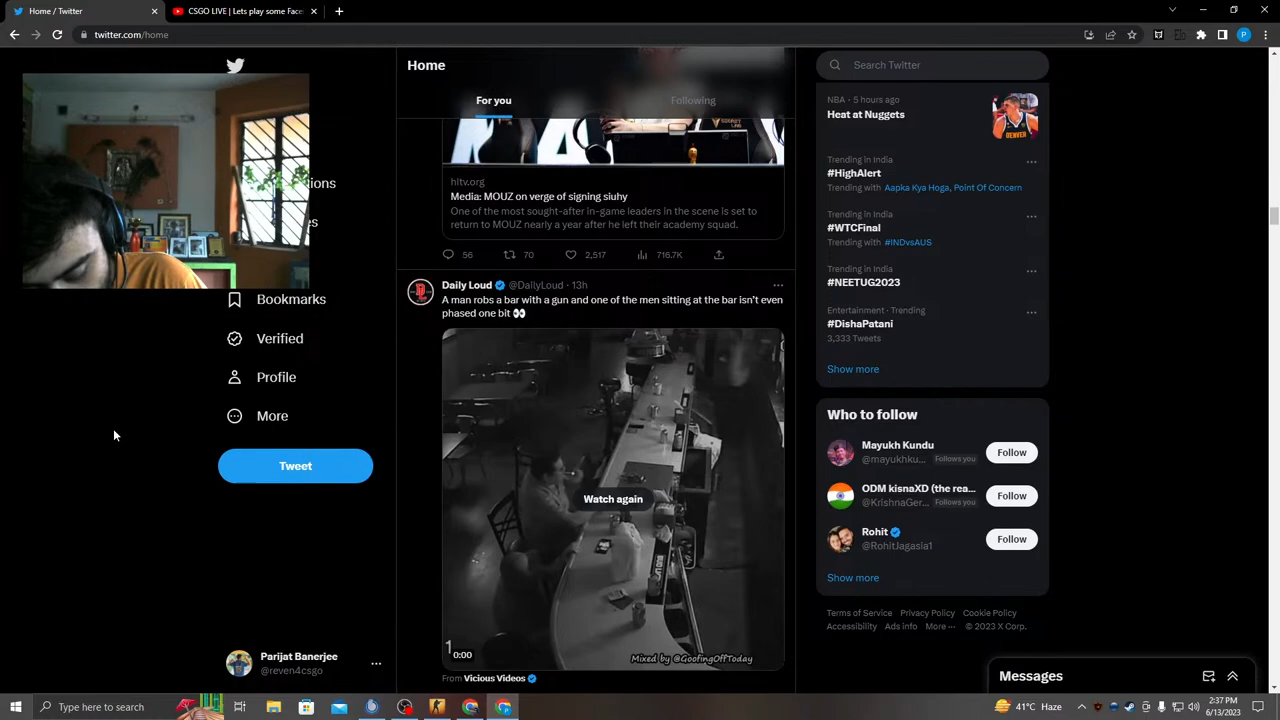 Home / Twitter
CSGO LIVE | Lets play some Face
twitter.com/home
P
Home
For you
Following
hltv.org
Media: MOUZ on verge of signing siuhy
One of the most sought-after in-game leaders in the scene is set to
return to MOUZ nearly a year after he left their academy squad.
56
70
2,517
716.7K
Daily Loud @DailyLoud · 13h
A man robs a bar with a gun and one of the men sitting at the bar isn't even
phased one bit 👀
Watch again
0:00
Mixed by @GoofingOffToday
From Vicious Videos
Bookmarks
Verified
Profile
More
Tweet
Parijat Banerjee
@reven4csgo
Search Twitter
NBA · 5 hours ago
Heat at Nuggets
DENVER
Trending in India
#HighAlert
Trending with Aapka Kya Hoga, Point Of Concern
Trending in India
#WTCFinal
Trending with #INDvsAUS
Trending in India
#NEETUG2023
Entertainment · Trending
#DishaPatani
3,333 Tweets
Show more
Who to follow
Mayukh Kundu
@mayukhku... Follows you
Follow
ODM kisnaXD (the rea...
@KrishnaGer... Follows you
Follow
Rohit
@RohitJagasia1
Follow
Show more
Terms of Service Privacy Policy Cookie Policy
Accessibility Ads info More ··· © 2023 X Corp.
Messages
Type here to search
41°C Haze
2:37 PM
6/13/2023